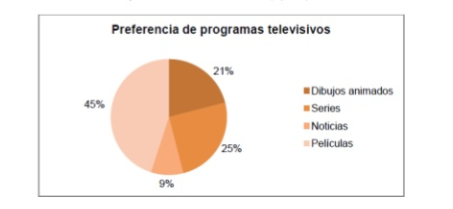 Preferencia de programas televisivos
21%
45%
25%
9%
Dibujos animados
Series
Noticias
Películas